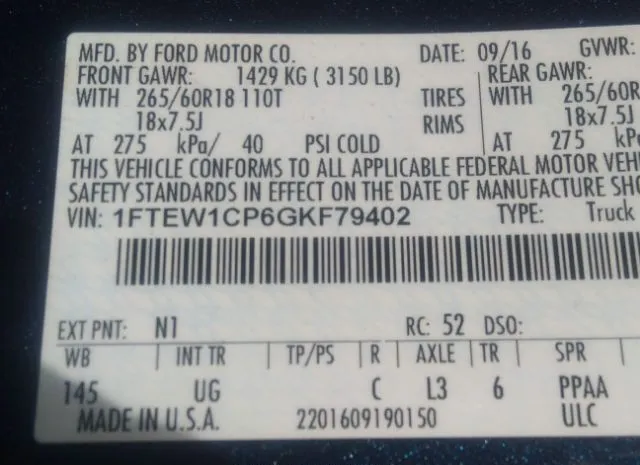 MFD. BY FORD MOTOR CO. DATE: 09/16 GVWR:
FRONT GAWR: 1429 KG ( 3150 LB) REAR GAWR:
WITH 265/60R18 110T TIRES WITH 265/60R
18x7.5J RIMS 18x7.5J
AT 275 kPa/ 40 PSI COLD AT 275 kPa
THIS VEHICLE CONFORMS TO ALL APPLICABLE FEDERAL MOTOR VEH
SAFETY STANDARDS IN EFFECT ON THE DATE OF MANUFACTURE SHO
VIN: 1FTEW1CP6GKF79402 TYPE: Truck
EXT PNT: N1 RC: 52 DSO:
WB INT TR TP/PS R AXLE TR SPR
145 UG C L3 6 PPAA
MADE IN U.S.A. 2201609190150 ULC